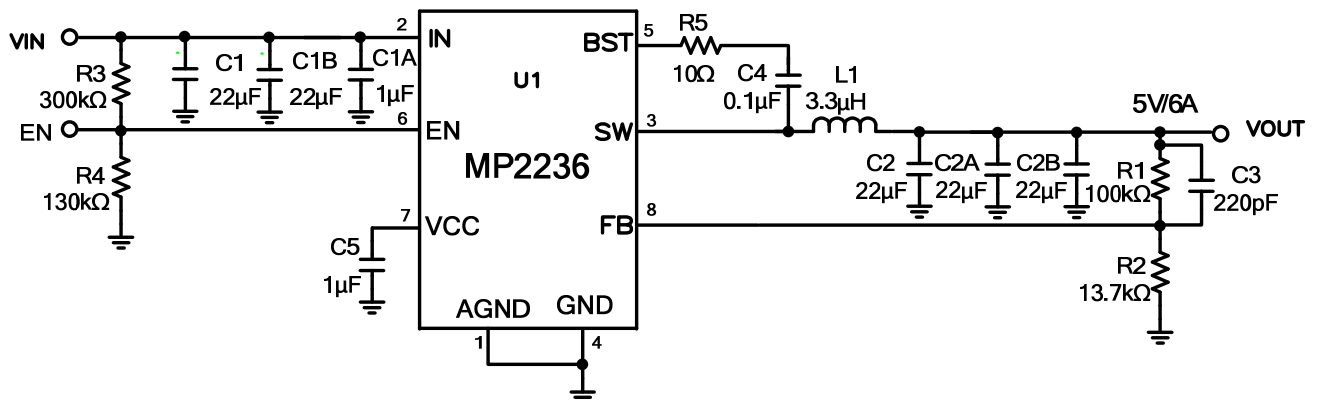 VIN
2
IN
R3
300kΩ
C1
22μF
C1B
22μF
C1A
1μF
EN
6
EN
R4
130kΩ
7
VCC
C5
1μF
U1
MP2236
BST
5
R5
10Ω
C4
0.1μF
L1
3.3μH
SW
3
5V/6A
VOUT
C2
22μF
C2A
22μF
C2B
22μF
R1
100kΩ
C3
220pF
FB
8
R2
13.7kΩ
AGND
GND
1
4